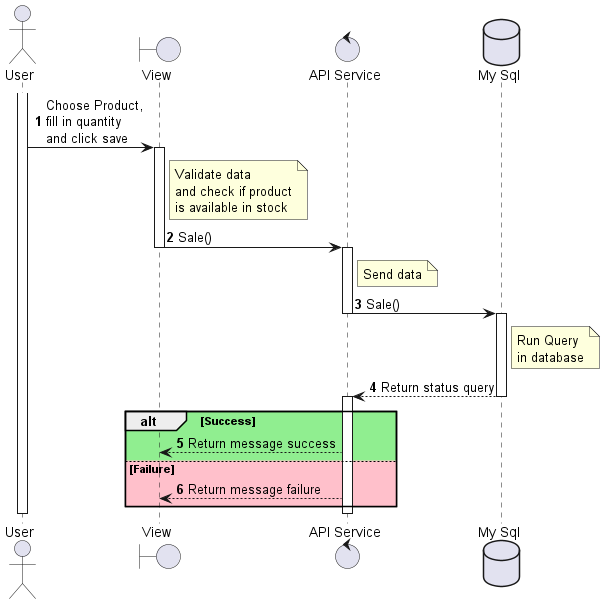 User
View
API Service
My Sql
Choose Product,
1 fill in quantity
and click save
Validate data
and check if product
is available in stock
2 Sale()
Send data
3 Sale()
Run Query
in database
4 Return status query
alt [Success]
5 Return message success
[Failure]
6 Return message failure
User
View
API Service
My Sql